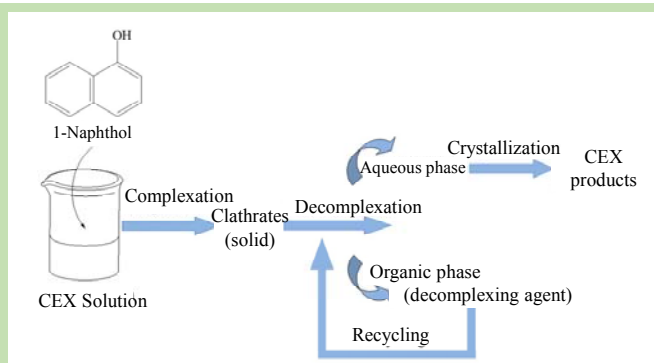 OH
1-Naphthol
CEX Solution
Complexation
Clathrates
(solid)
Decomplexation
Aqueous phase
Crystallization
CEX
products
Organic phase
(decomplexing agent)
Recycling